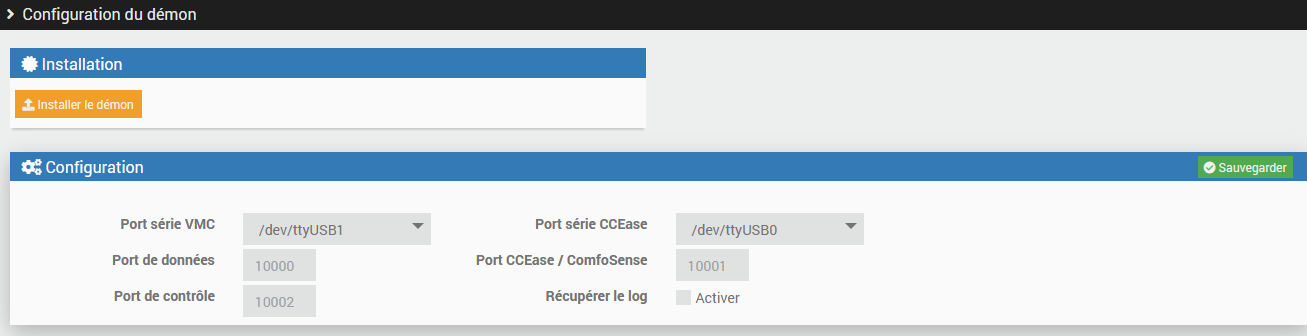 Configuration du démon
Installation
Installer le démon
Configuration
Sauvegarder
Port série VMC /dev/ttyUSB1 Port série CCEase /dev/ttyUSB0
Port de données 10000 Port CCEase / ComfoSense 10001
Port de contrôle 10002 Récupérer le log Activer